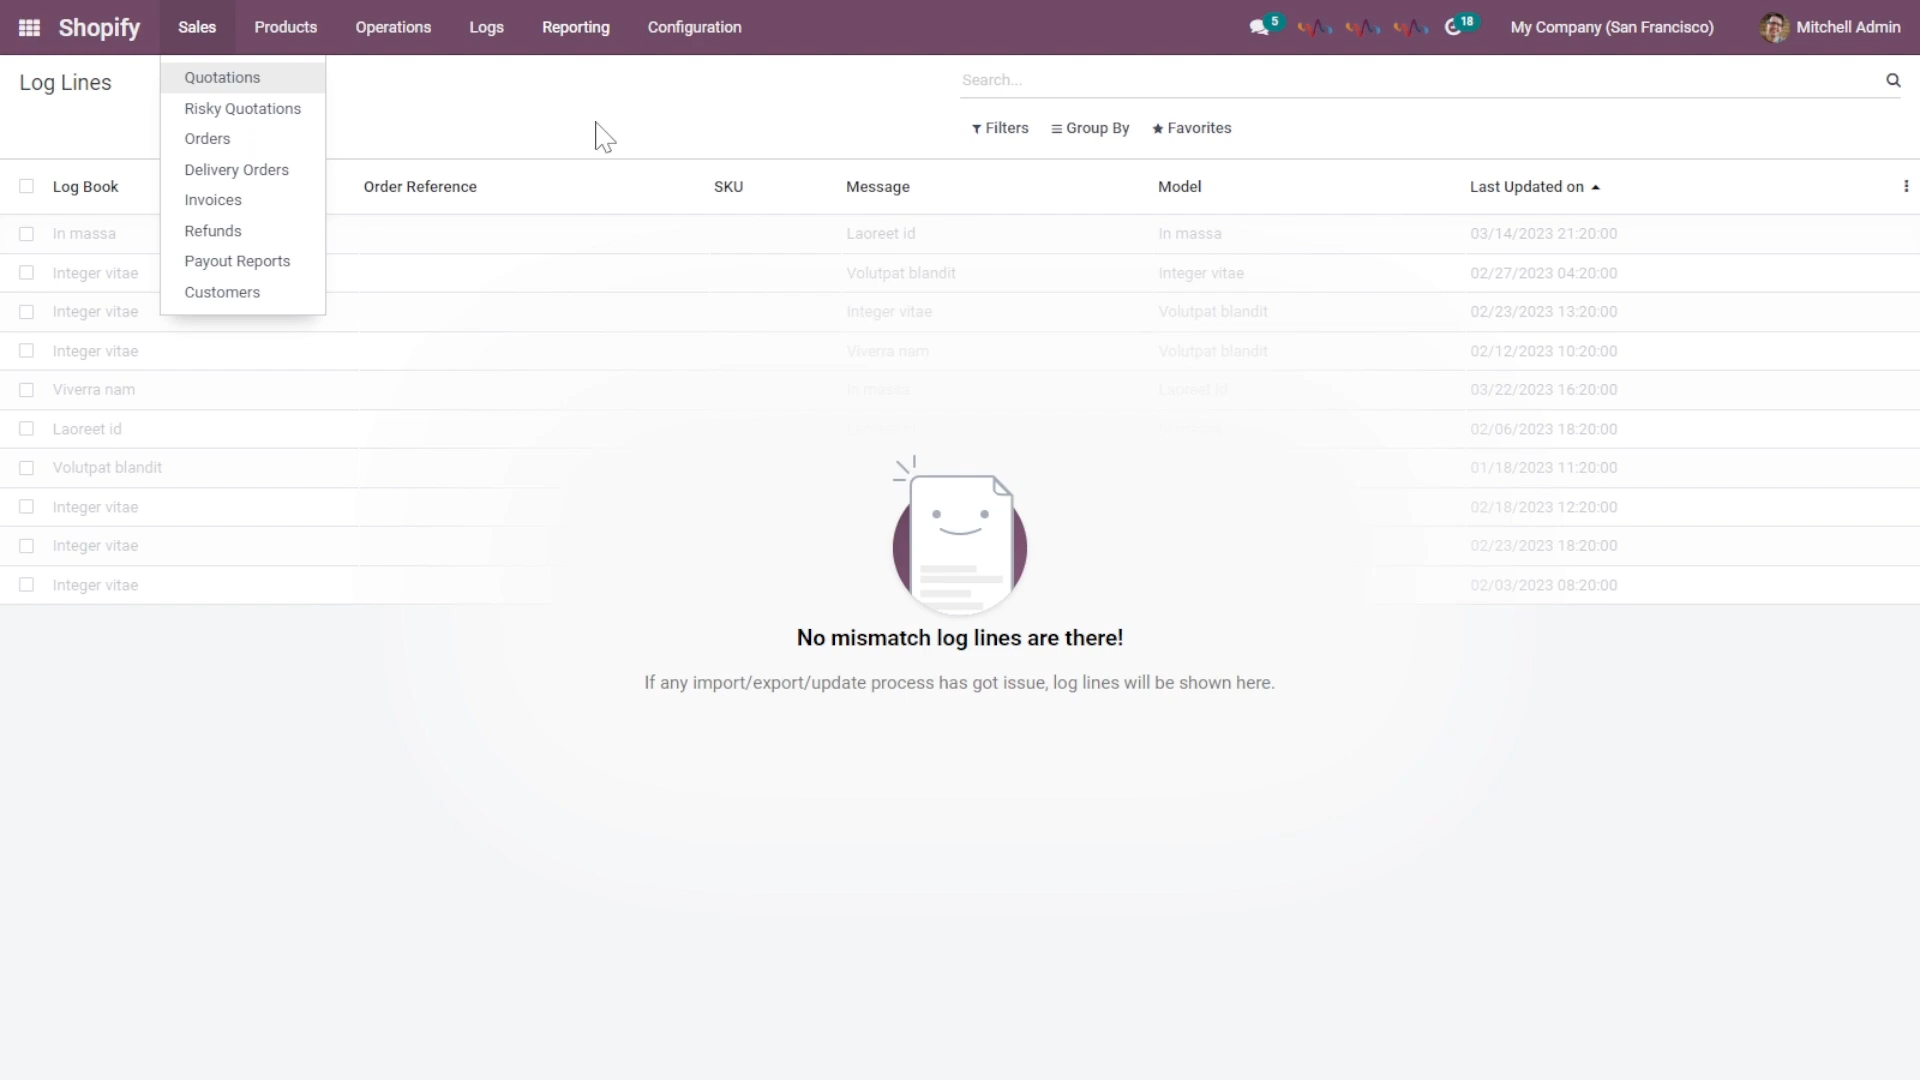 Shopify Sales Products Operations Logs Reporting Configuration 5 18 My Company (San Francisco) Mitchell Admin
Log Lines
Search...
Filters Group By Favorites
Quotations
Risky Quotations
Orders
Delivery Orders
Invoices
Refunds
Payout Reports
Customers
Log Book Order Reference SKU Message Model Last Updated on
In massa Laoreet id In massa 03/14/2023 21:20:00
Integer vitae Volutpat blandit Integer vitae 02/27/2023 04:20:00
Integer vitae Integer vitae Volutpat blandit 02/23/2023 13:20:00
Integer vitae Viverra nam Volutpat blandit 02/12/2023 10:20:00
Viverra nam In massa Laoreet id 03/22/2023 16:20:00
Laoreet id 02/06/2023 18:20:00
Volutpat blandit 01/18/2023 11:20:00
Integer vitae 02/18/2023 12:20:00
Integer vitae 02/23/2023 18:20:00
Integer vitae 02/03/2023 08:20:00
No mismatch log lines are there!
If any import/export/update process has got issue, log lines will be shown here.